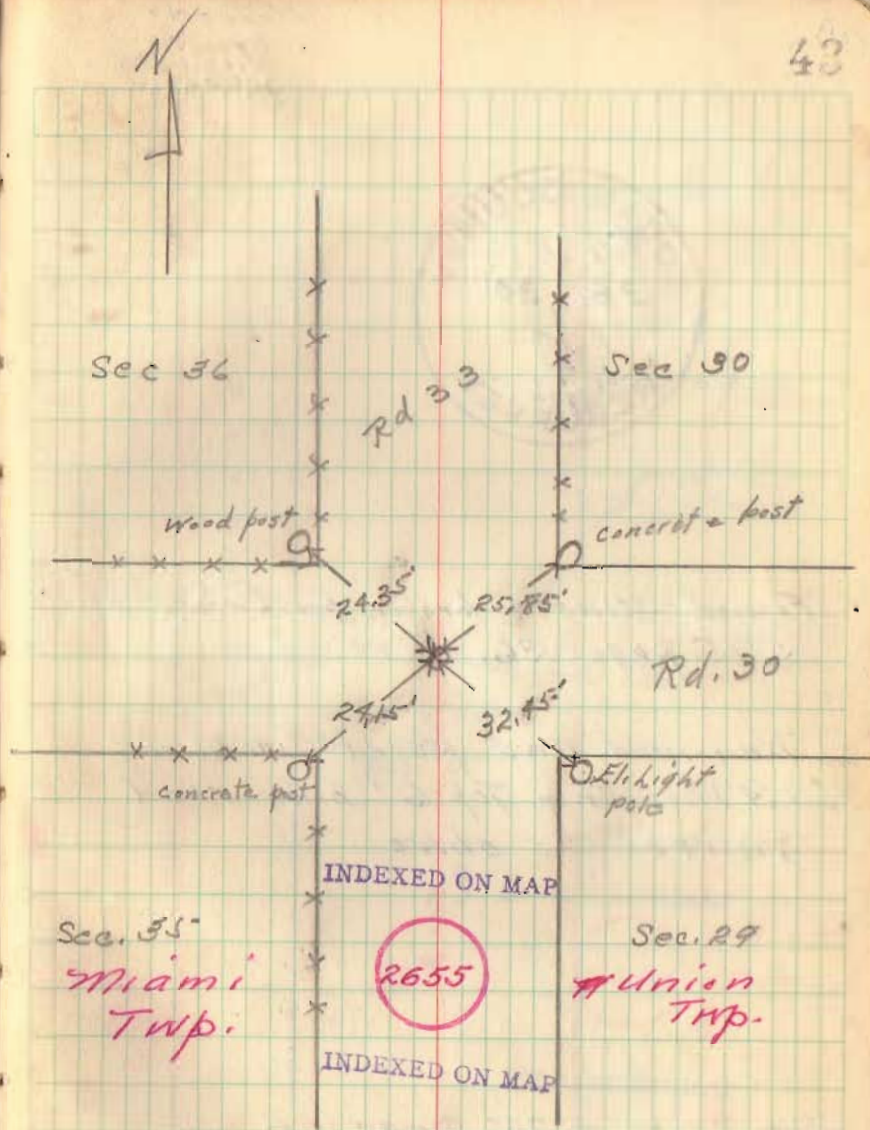 N
Sec 36
Rd 33
Sec 30
Wood post
concrete post
24.35'
25.85'
Rd. 30
24.15'
32.45'
concrete post
El. Light
pole
INDEXED ON MAP
Sec. 35
Sec. 29
2655
Miami
Twp.
Union
Twp.
INDEXED ON MAP